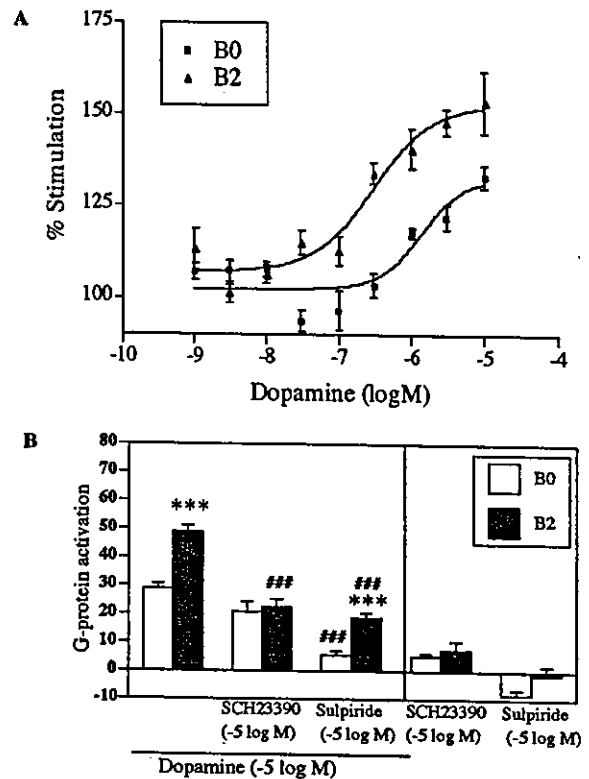 A
B0
B2
% Stimulation
175
150
125
100
-10 -9 -8 -7 -6 -5 -4
Dopamine (logM)
B
G-protein activation
80
70
60
50
40
30
20
10
0
-10
B0
B2
***
###
###
***
###
SCH23390 Sulpiride SCH23390 Sulpiride
(-5 log M) (-5 log M) (-5 log M) (-5 log M)
Dopamine (-5 log M)